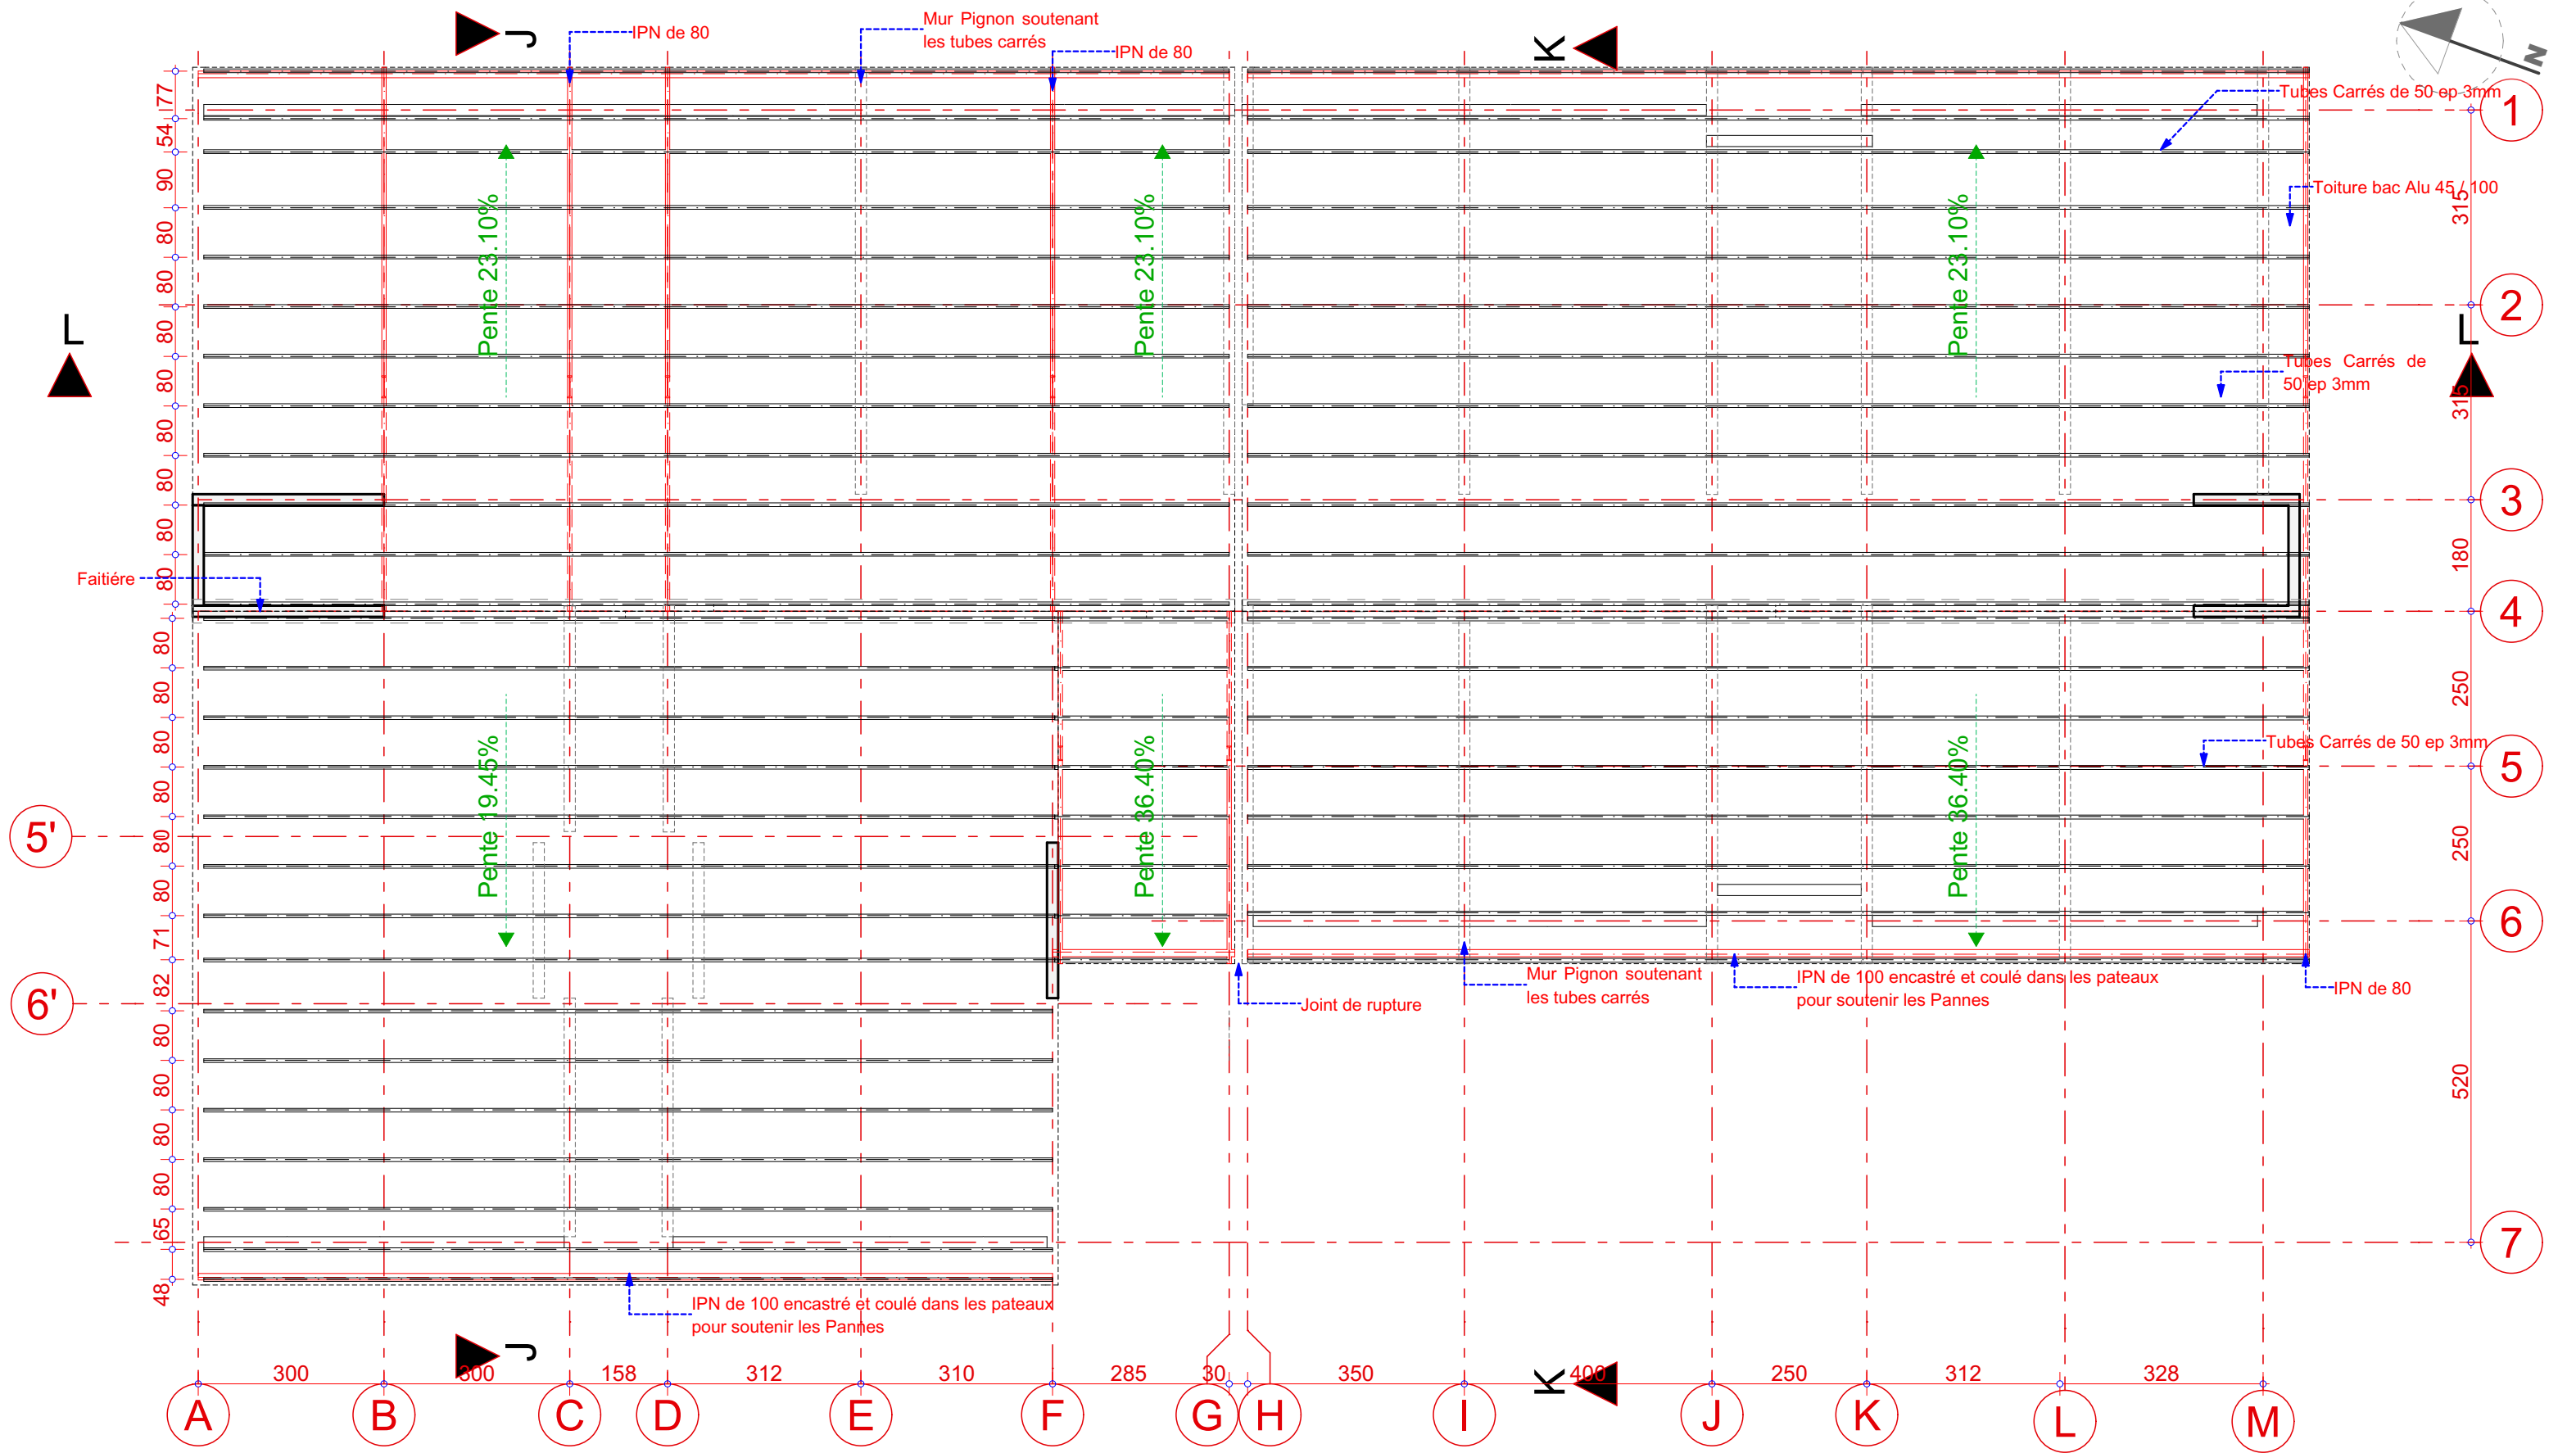 J
IPN de 80
Mur Pignon soutenant
les tubes carrés
IPN de 80
K
N
Tubes Carrés de 50 ep 3mm
1
Toiture bac Alu 45 / 100
315
2
L
L
Tubes Carrés de
50 ep 3mm
315
3
180
4
250
Tubes Carrés de 50 ep 3mm
5
250
6
520
7
77
54
90
80
80
80
80
80
80
80
80
80
Faitiére
80
80
80
80
80
80
71
82
80
80
80
80
65
48
5'
6'
Pente 23.10%
Pente 23.10%
Pente 23.10%
Pente 19.45%
Pente 36.40%
Pente 36.40%
Mur Pignon soutenant
les tubes carrés
IPN de 100 encastré et coulé dans les pateaux
pour soutenir les Pannes
IPN de 80
Joint de rupture
IPN de 100 encastré et coulé dans les pateaux
pour soutenir les Pannes
J
K
300
300
158
312
310
285
30
350
400
250
312
328
A
B
C
D
E
F
G
H
I
J
K
L
M